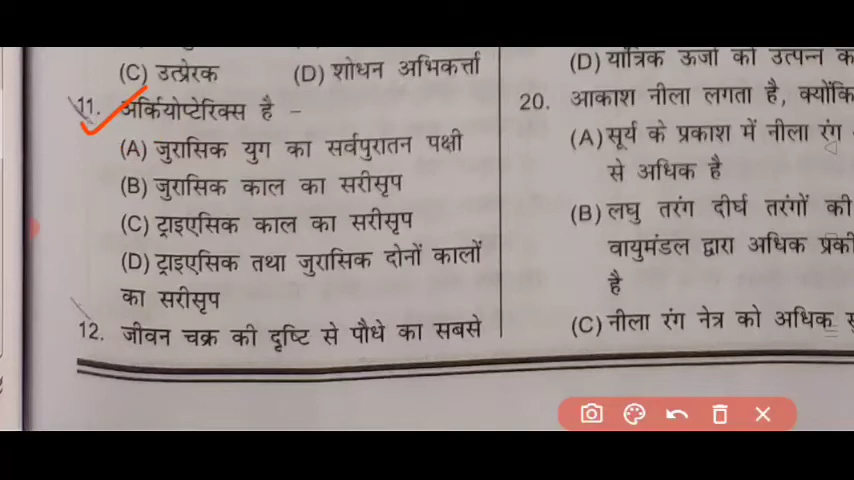 (C) उत्प्रेरक (D) शोधन अभिकर्त्ता
11. अर्कियोप्टेरिक्स है –
(A) जुरासिक युग का सर्वपुरातन पक्षी
(B) जुरासिक काल का सरीसृप
(C) ट्राइएसिक काल का सरीसृप
(D) ट्राइएसिक तथा जुरासिक दोनों कालों
का सरीसृप
12. जीवन चक्र की दृष्टि से पौधे का सबसे
(D) यांत्रिक ऊर्जा को उत्पन्न
20. आकाश नीला लगता है, क्योंकि
(A) सूर्य के प्रकाश में नीला रंग
से अधिक है
(B) लघु तरंग दीर्घ तरंगों की
वायुमंडल द्वारा अधिक
है
(C) नीला रंग नेत्र को अधिक